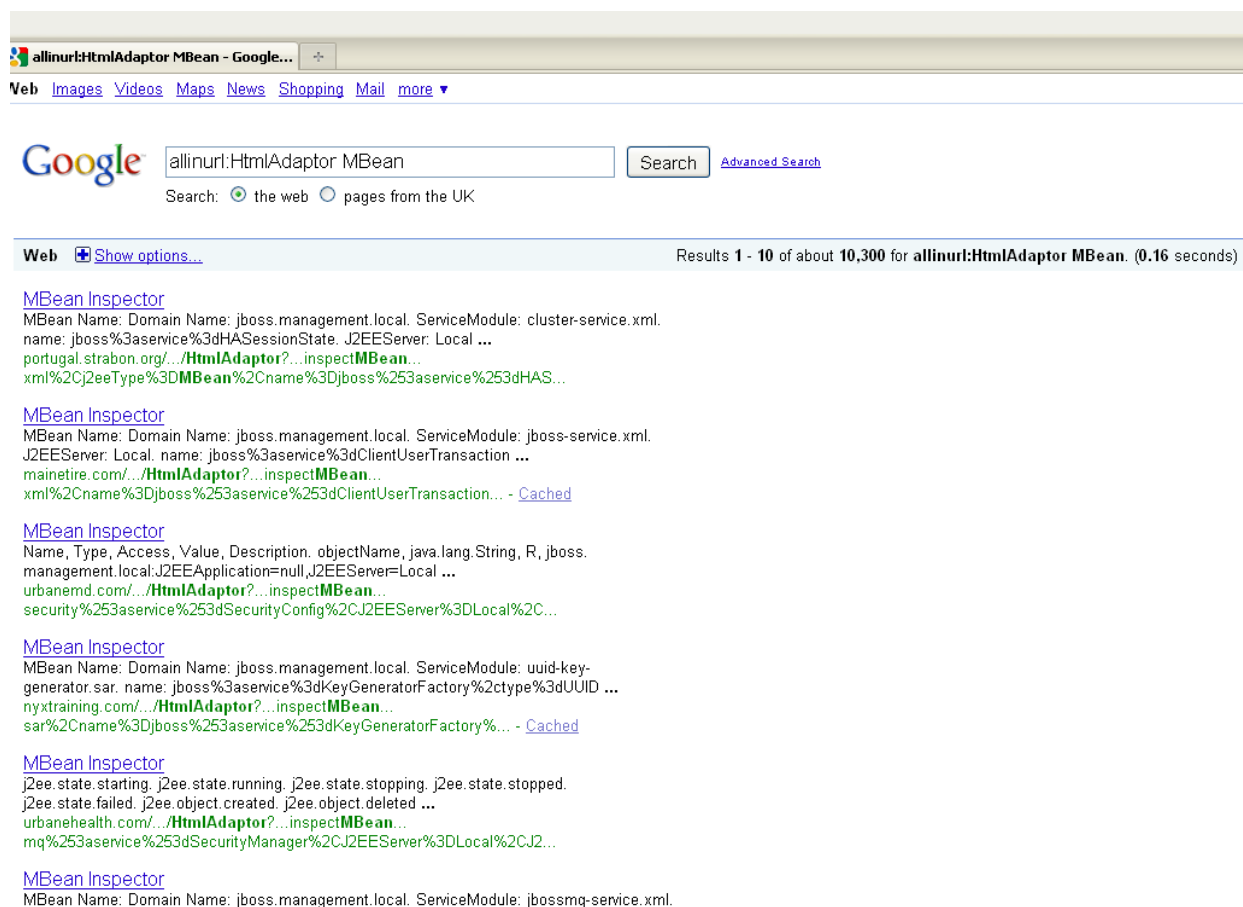 allinurl:HtmlAdaptor MBean - Google...
Web Images Videos Maps News Shopping Mail more ▼
Google allinurl:HtmlAdaptor MBean Search Advanced Search
Search: the web pages from the UK
Web Show options... Results 1 - 10 of about 10,300 for allinurl:HtmlAdaptor MBean. (0.16 seconds)
MBean Inspector
MBean Name: Domain Name: jboss.management.local. ServiceModule: cluster-service.xml.
name: jboss%3aservice%3dHASessionState. J2EEServer: Local ...
portugal.strabon.org/.../HtmlAdaptor?...inspectMBean...
xml%2Cj2eeType%3DMBean%2Cname%3Djboss%253aservice%253dHAS...
MBean Inspector
MBean Name: Domain Name: jboss.management.local. ServiceModule: jboss-service.xml.
J2EEServer: Local. name: jboss%3aservice%3dClientUserTransaction ...
mainetire.com/.../HtmlAdaptor?...inspectMBean...
xml%2Cname%3Djboss%253aservice%253dClientUserTransaction... - Cached
MBean Inspector
Name, Type, Access, Value, Description. objectName, java.lang.String, R, jboss.
management.local:J2EEApplication=null,J2EEServer=Local ...
urbanemd.com/.../HtmlAdaptor?...inspectMBean...
security%253aservice%253dSecurityConfig%2CJ2EEServer%3DLocal%2C...
MBean Inspector
MBean Name: Domain Name: jboss.management.local. ServiceModule: uuid-key-
generator.sar. name: jboss%3aservice%3dKeyGeneratorFactory%2ctype%3dUUID ...
nyxtraining.com/.../HtmlAdaptor?...inspectMBean...
sar%2Cname%3Djboss%253aservice%253dKeyGeneratorFactory%... - Cached
MBean Inspector
j2ee.state.starting. j2ee.state.running. j2ee.state.stopping. j2ee.state.stopped.
j2ee.state.failed. j2ee.object.created. j2ee.object.deleted ...
urbanehealth.com/.../HtmlAdaptor?...inspectMBean...
mq%253aservice%253dSecurityManager%2CJ2EEServer%3DLocal%2CJ2...
MBean Inspector
MBean Name: Domain Name: jboss.management.local. ServiceModule: jbossmq-service.xml.